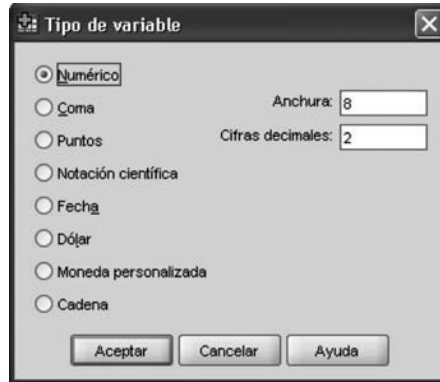 Tipo de variable
Numérico
Coma
Anchura: 8
Puntos
Cifras decimales: 2
Notación científica
Fecha
Dólar
Moneda personalizada
Cadena
Aceptar Cancelar Ayuda